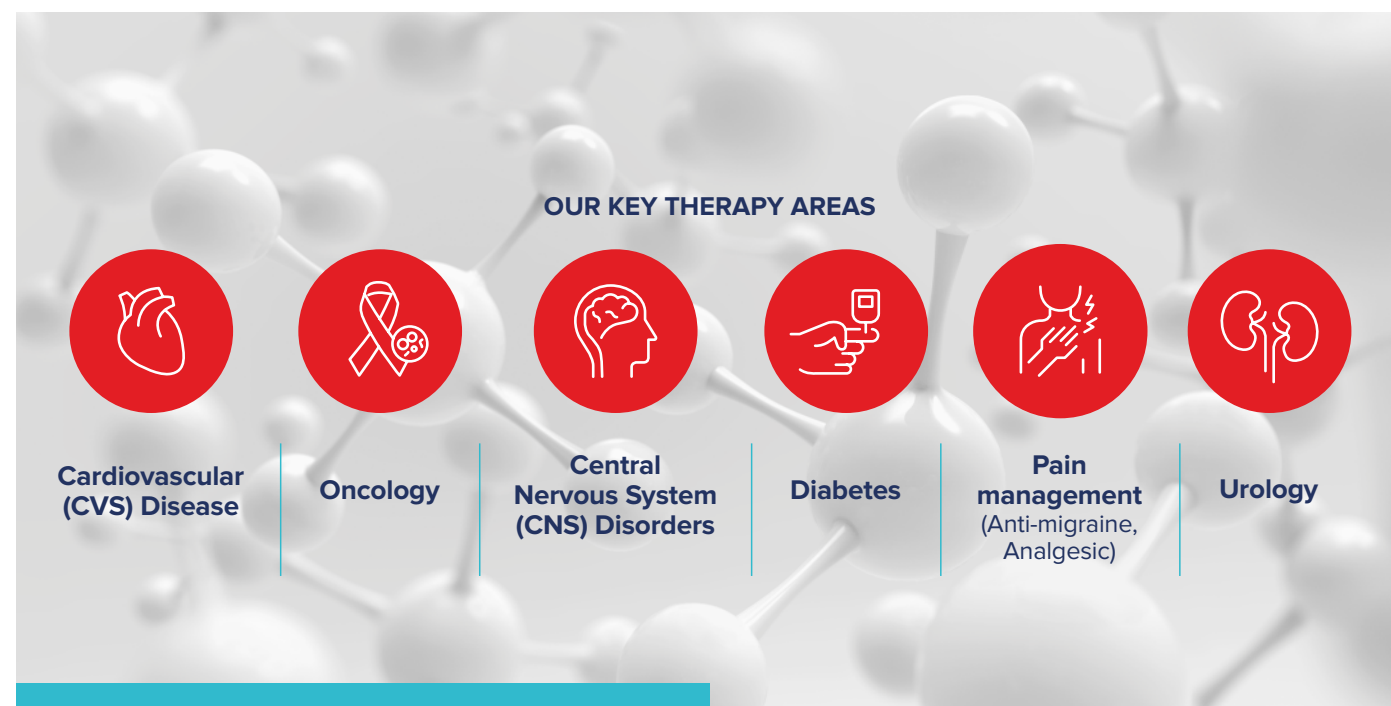 OUR KEY THERAPY AREAS
Cardiovascular
(CVS) Disease
Oncology
Central
Nervous System
(CNS) Disorders
Diabetes
Pain
management
(Anti-migraine,
Analgesic)
Urology